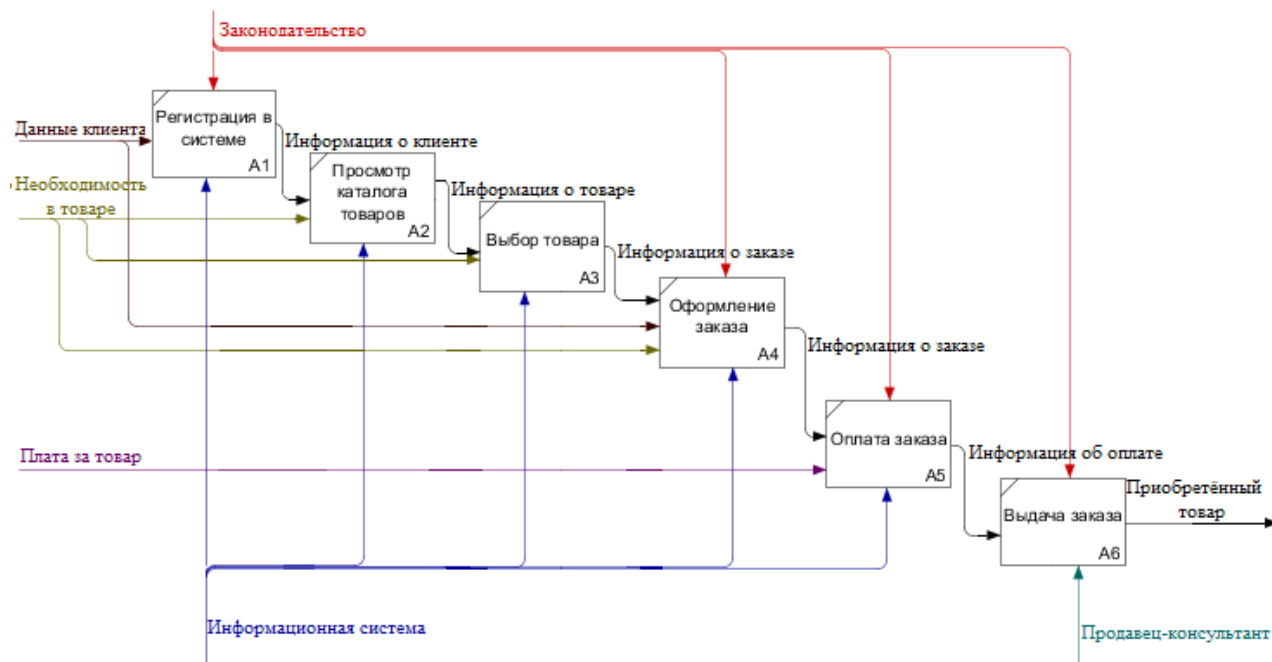 Законодательство
Регистрация в
системе
A1
Данные клиента
Информация о клиенте
Просмотр
каталога
товаров
A2
Необходимость
в товаре
Информация о товаре
Выбор товара
A3
Информация о заказе
Оформление
заказа
A4
Информация о заказе
Оплата заказа
A5
Плата за товар
Информация об оплате
Выдача заказа
A6
Приобретённый
товар
Информационная система
Продавец-консультант